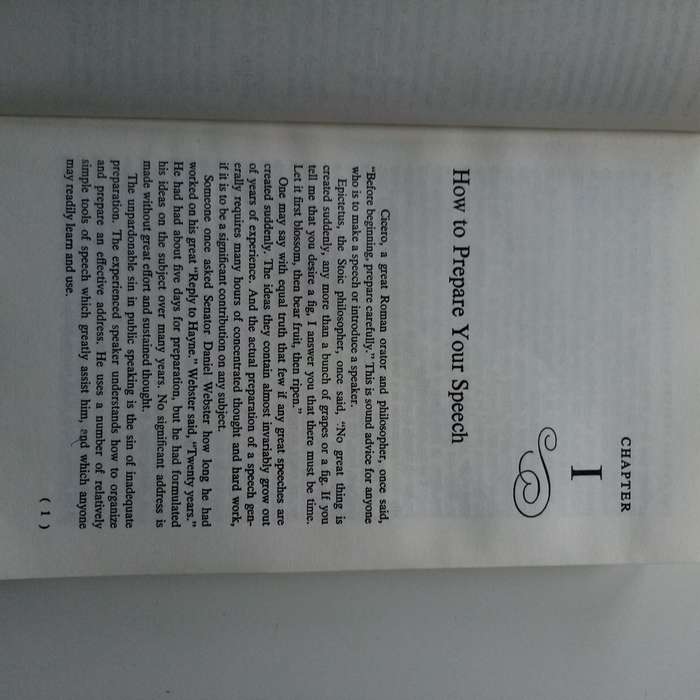 CHAPTER
I
How to Prepare Your Speech
Cicero, a great Roman orator and philosopher, once said,
"Before beginning, prepare carefully." This is sound advice for anyone
who is to make a speech or introduce a speaker.
Epictetus, the Stoic philosopher, once said, "No great thing is
created suddenly, any more than a bunch of grapes or a fig. If you
tell me that you desire a fig, I answer you that there must be time.
Let it first blossom, then bear fruit, then ripen."
One may say with equal truth that few if any great speeches are
created suddenly. The ideas they contain almost invariably grow out
of years of experience. And the actual preparation of a speech gen-
erally requires many hours of concentrated thought and hard work,
if it is to be a significant contribution on any subject.
Someone once asked Senator Daniel Webster how long he had
worked on his great "Reply to Hayne." Webster said, "Twenty years."
He had had about five days for preparation, but he had formulated
his ideas on the subject over many years. No significant address is
made without great effort and sustained thought.
The unpardonable sin in public speaking is the sin of inadequate
preparation. The experienced speaker understands how to organize
and prepare an effective address. He uses a number of relatively
simple tools of speech which greatly assist him, and which anyone
may readily learn and use.
( 1 )